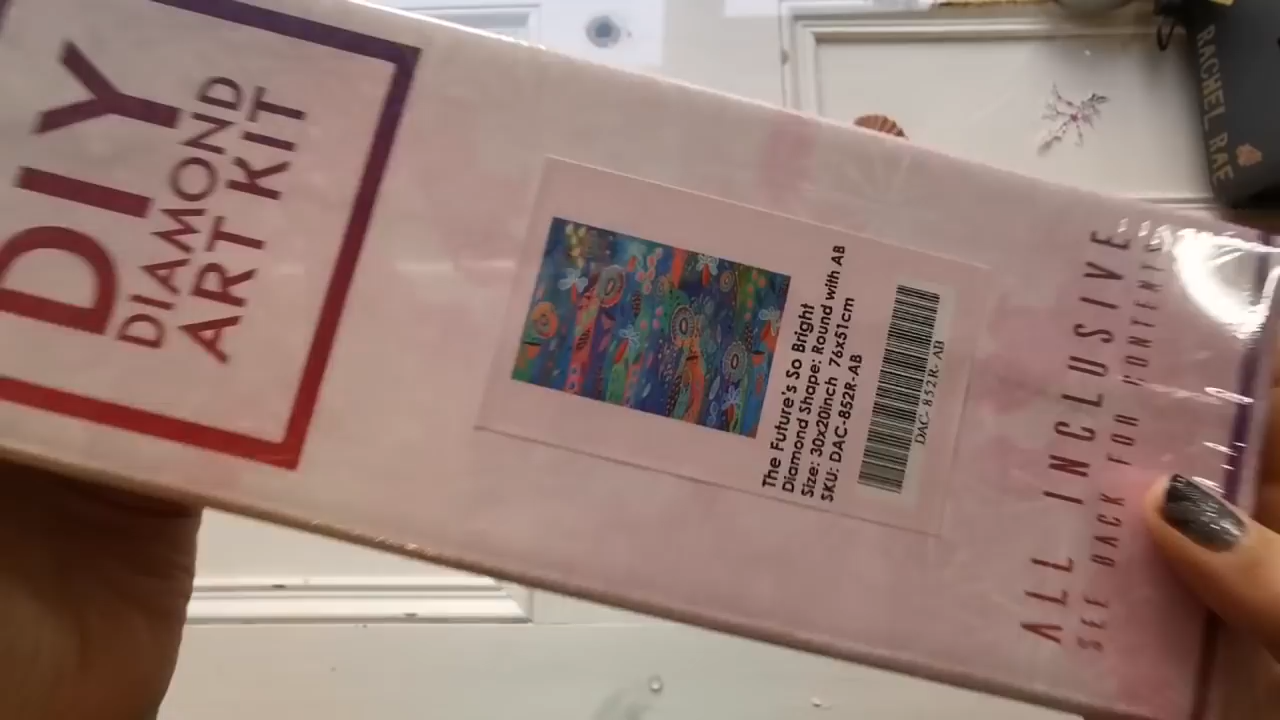 DIY
DIAMOND
ART KIT
The Future's So Bright
Diamond Shape: Round with AB
Size: 30x20inch 76x51cm
SKU: DAC-852R-AB
DAC- 852R- AB
ALL INCLUSIVE
SEE BACK FOR CONTENTS
RACHEL RAE